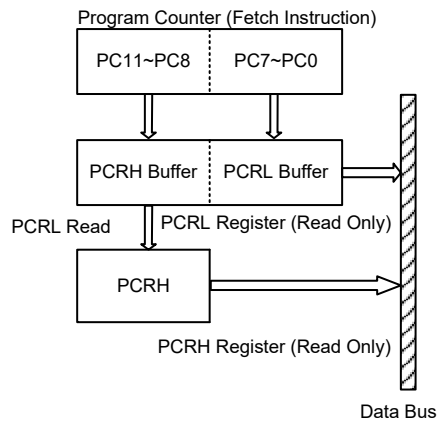 Program Counter (Fetch Instruction)
PC11~PC8 PC7~PC0
PCRH Buffer PCRL Buffer
PCRL Read PCRL Register (Read Only)
PCRH
PCRH Register (Read Only)
Data Bus